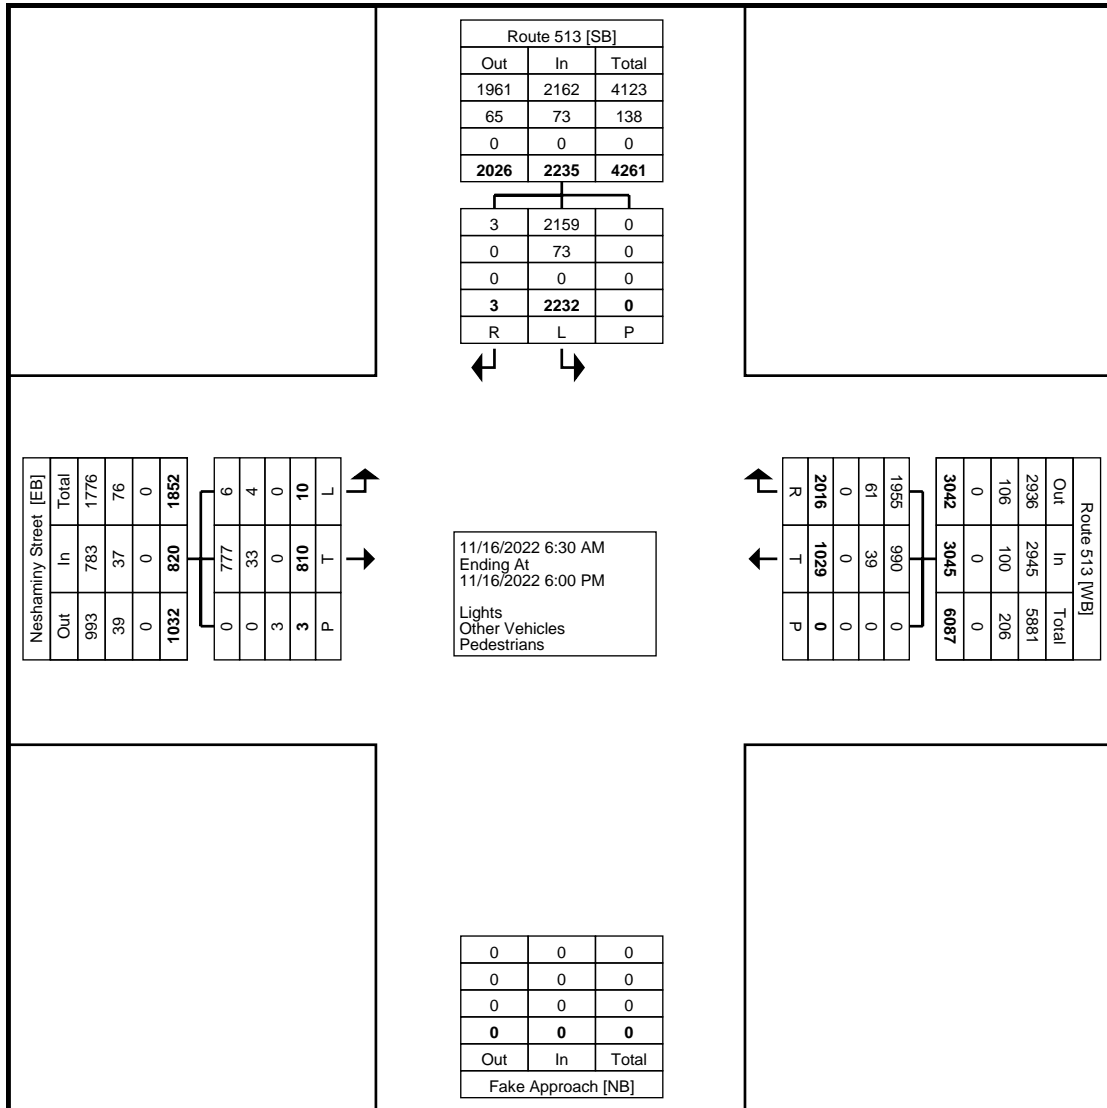 Route 513 [SB]
Out In Total
1961 2162 4123
65 73 138
0 0 0
2026 2235 4261
3 2159 0
0 73 0
0 0 0
3 2232 0
R L P
Neshaminy Street [EB]
Total In Out
1776 783 993
76 37 39
0 0 0
1852 820 1032
6 777 0
4 33 0
0 0 3
10 810 3
L T P
11/16/2022 6:30 AM
Ending At
11/16/2022 6:00 PM
Lights
Other Vehicles
Pedestrians
Route 513 [WB]
Out In Total
2936 2945 5881
106 100 206
0 0 0
3042 3045 6087
1955 990 0
61 39 0
0 0 0
2016 1029 0
R T P
0 0 0
0 0 0
0 0 0
0 0 0
Out In Total
Fake Approach [NB]